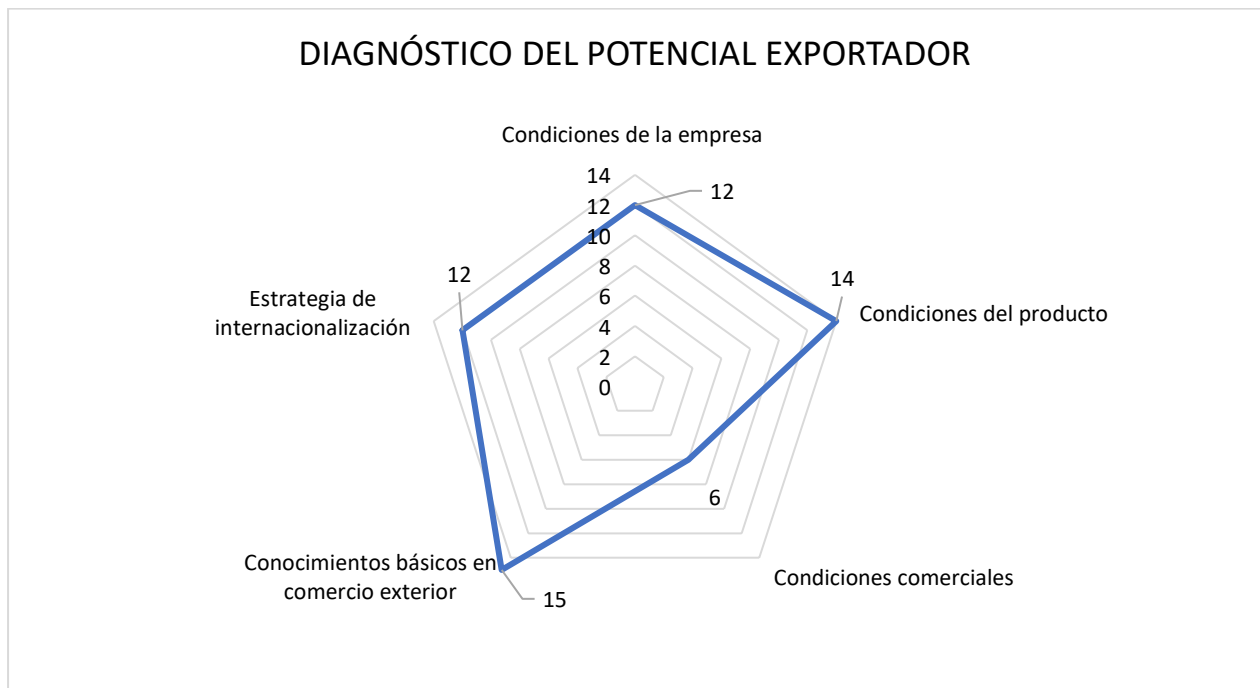 DIAGNÓSTICO DEL POTENCIAL EXPORTADOR
Condiciones de la empresa
14
12
10
8
6
4
2
0
12
14
Condiciones del producto
6
Condiciones comerciales
15
Conocimientos básicos en
comercio exterior
12
Estrategia de
internacionalización